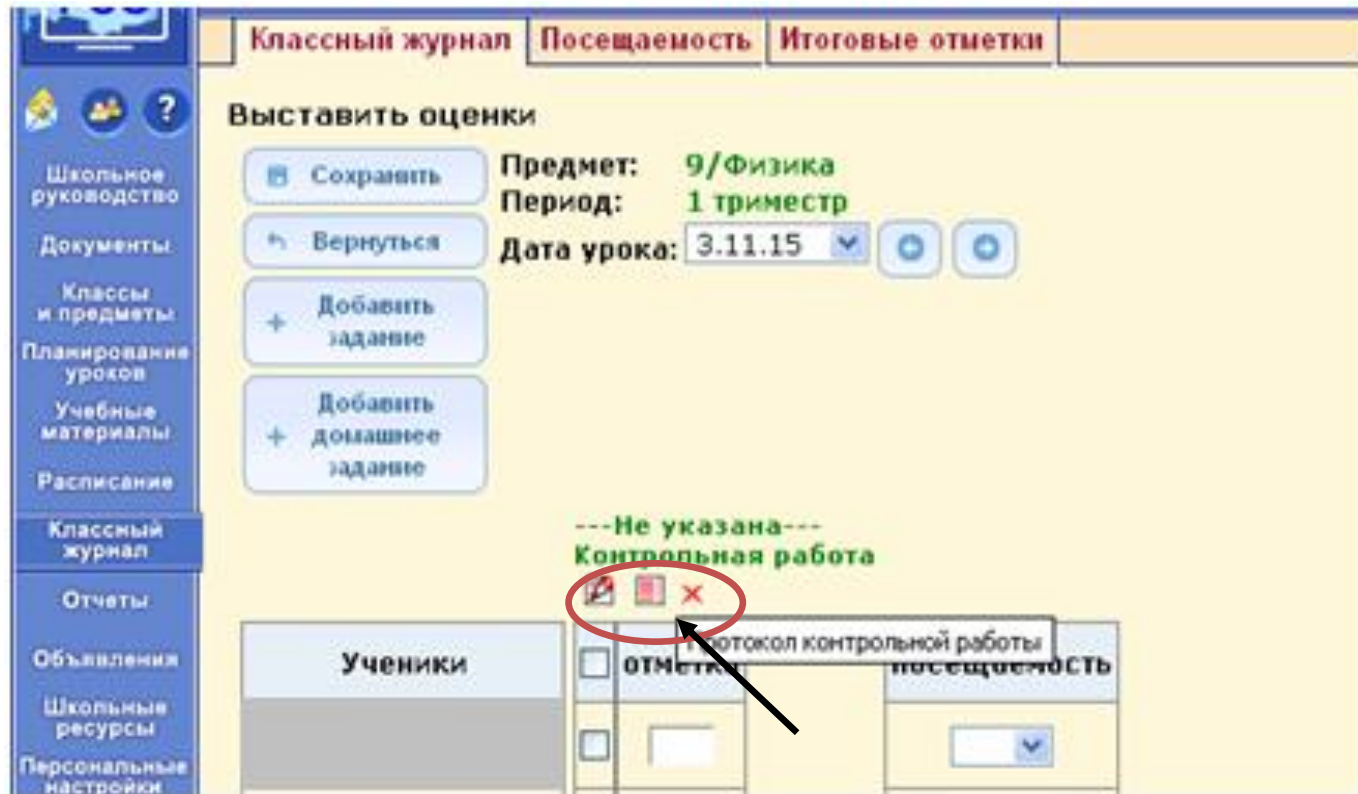 Классный журнал
Посещаемость
Итоговые отметки
?
Выставить оценки
Школьное
руководство
Документы
Классы
и предметы
Планирование
уроков
Учебные
материалы
Расписание
Классный
журнал
Отчеты
Объявления
Школьные
ресурсы
Персональные
настройки
Сохранить
Вернуться
+ Добавить
задание
+ Добавить
домашнее
задание
Предмет: 9/Физика
Период: 1 триместр
Дата урока: 3.11.15
---Не указана---
Контрольная работа
Протокол контрольной работы
Ученики
отметка
посещаемость